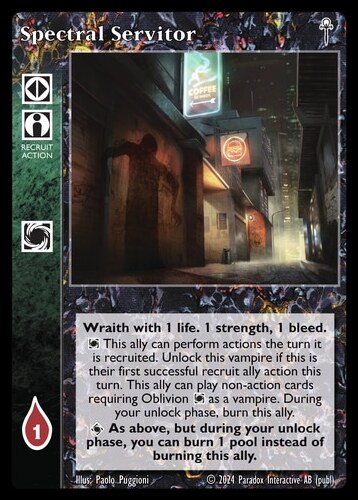 Spectral Servitor
COFFEE
RECRUIT
ACTION
Wraith with 1 life. 1 strength, 1 bleed.
This ally can perform actions the turn it
is recruited. Unlock this vampire if this is
their first successful recruit ally action this
turn. This ally can play non-action cards
requiring Oblivion as a vampire. During
your unlock phase, burn this ally.
As above, but during your unlock
phase, you can burn 1 pool instead of
burning this ally.
1
Illus: Paolo Puggioni
© 2024 Paradox Interactive AB (publ)